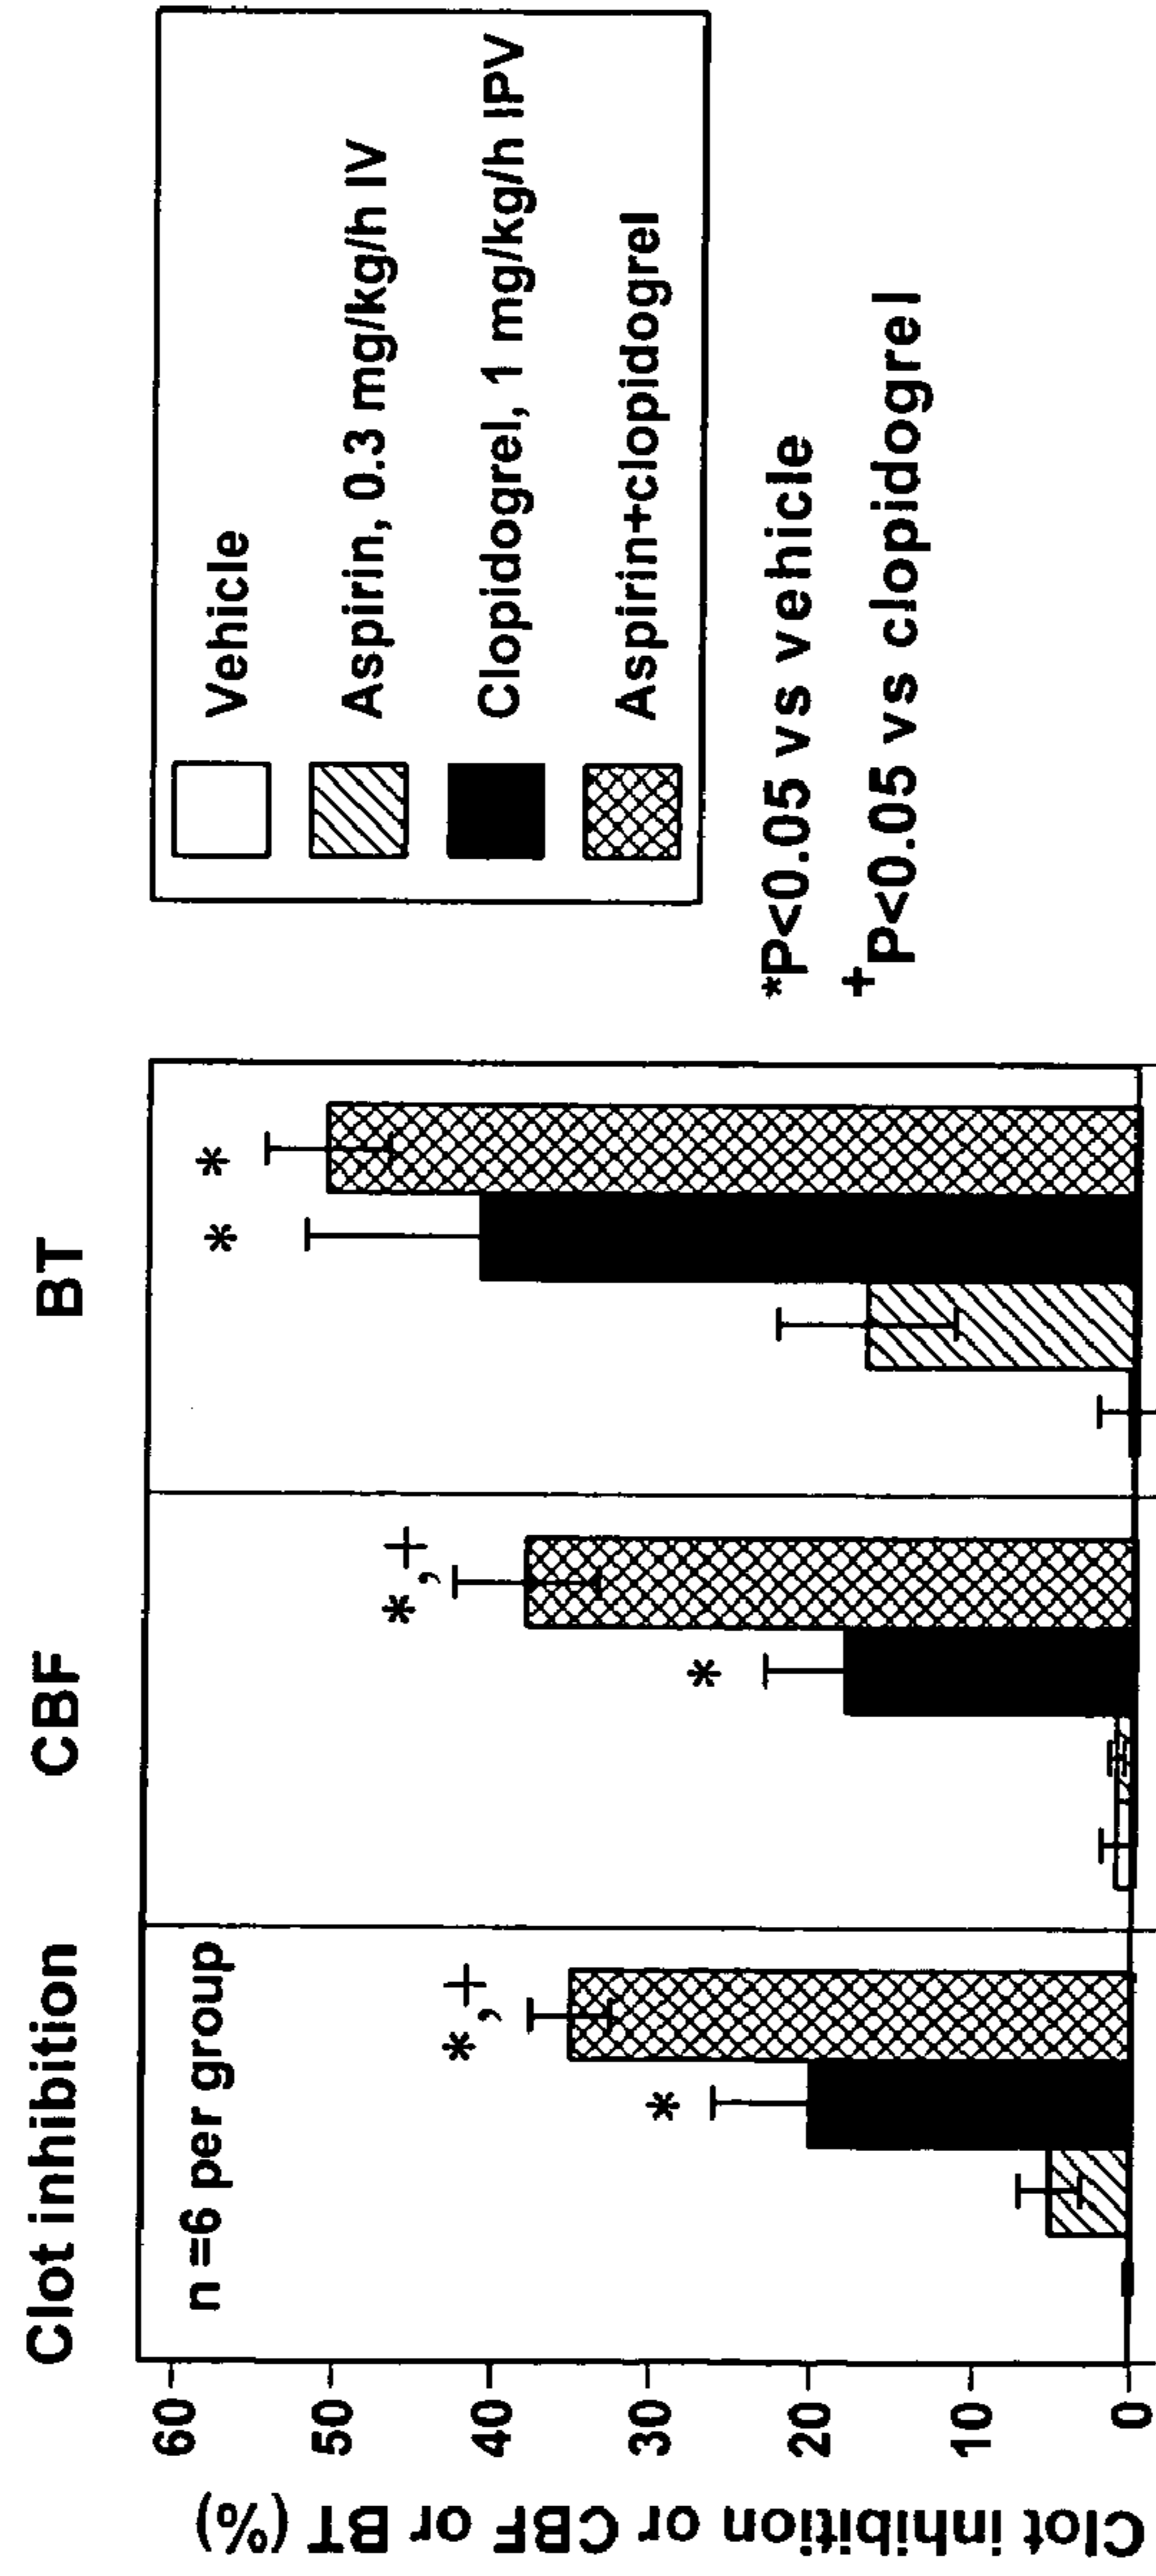 Clot inhibition
CBF
BT
n =6 per group
*
*,+
*
*,+
*
*
60
50
40
30
20
10
0
Clot inhibition or CBF or BT (%)
Vehicle
Aspirin, 0.3 mg/kg/h IV
Clopidogrel, 1 mg/kg/h IPV
Aspirin+clopidogrel
*P<0.05 vs vehicle
+P<0.05 vs clopidogrel